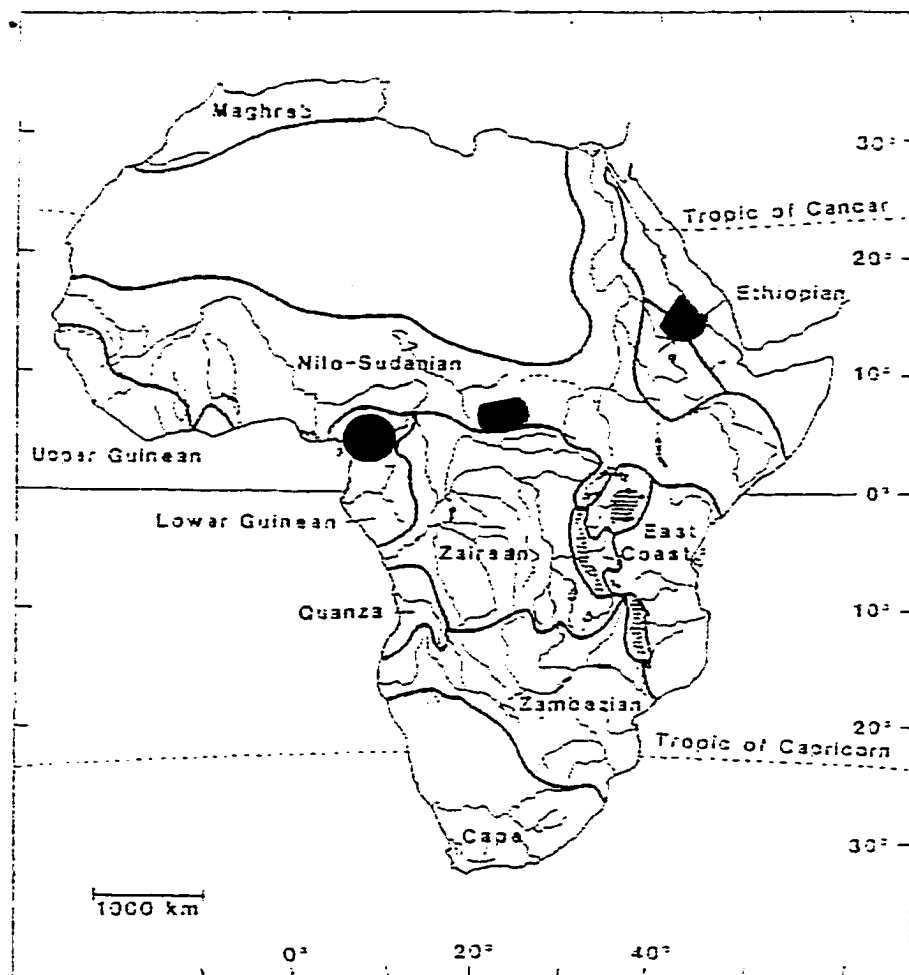 Maghreb
30°
Tropic of Cancer
20°
Ethiopian
Nilo-Sudanian
10°
Upper Guinean
0°
Lower Guinean
East
Coast
Zairean
Quanza
10°
Zambezian
20°
Tropic of Capricorn
Cape
30°
1000 km
0°
20°
40°